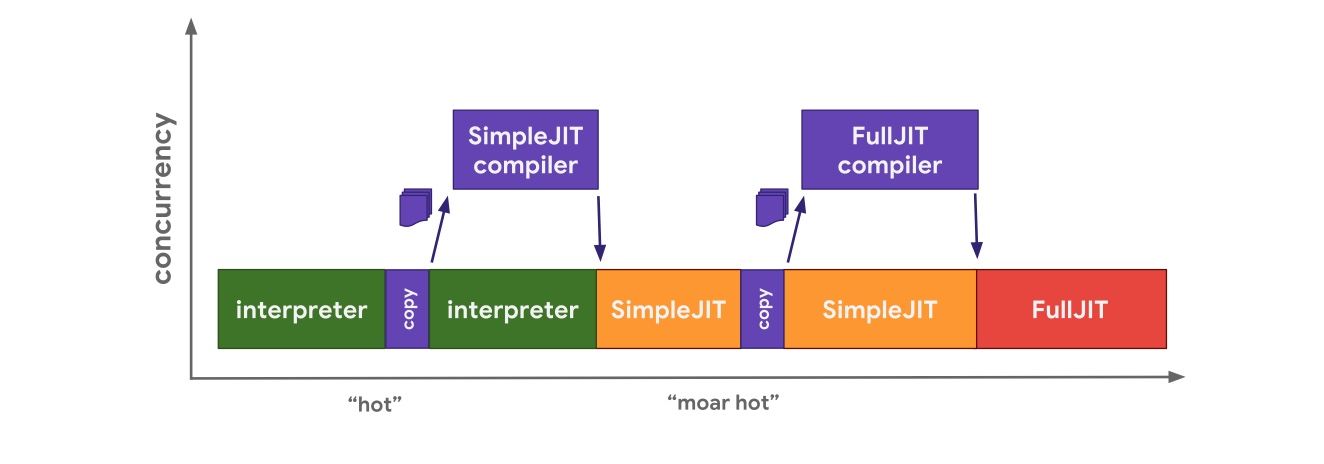 concurrency
SimpleJIT
compiler
FullJIT
compiler
interpreter
copy
interpreter
SimpleJIT
copy
SimpleJIT
FullJIT
“hot”
“moar hot”